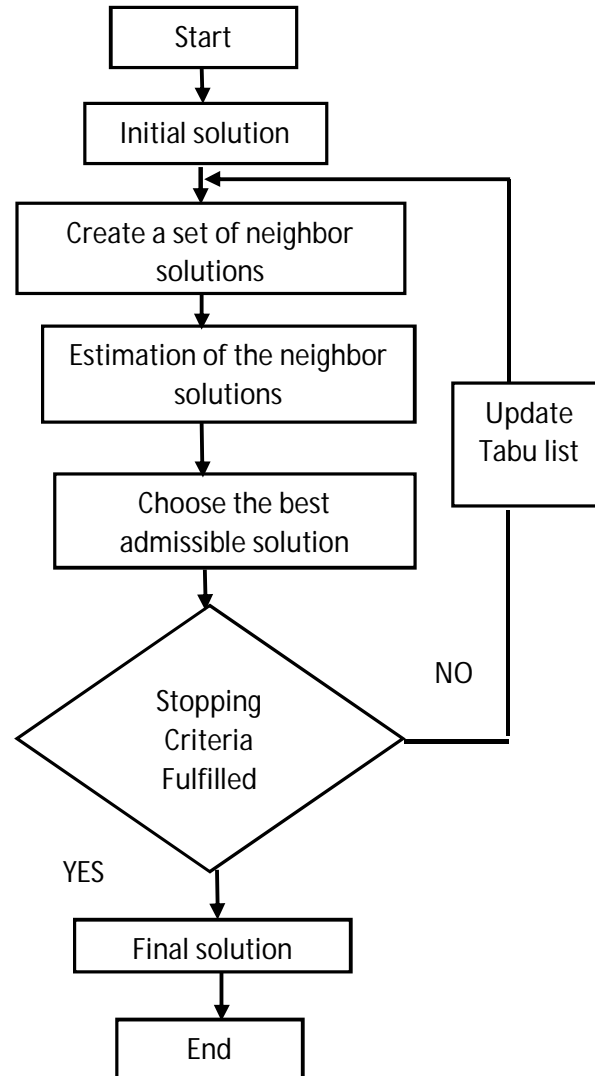 Start
Initial solution
Create a set of neighbor
solutions
Estimation of the neighbor
solutions
Update
Tabu list
Choose the best
admissible solution
NO
Stopping
Criteria
Fulfilled
YES
Final solution
End